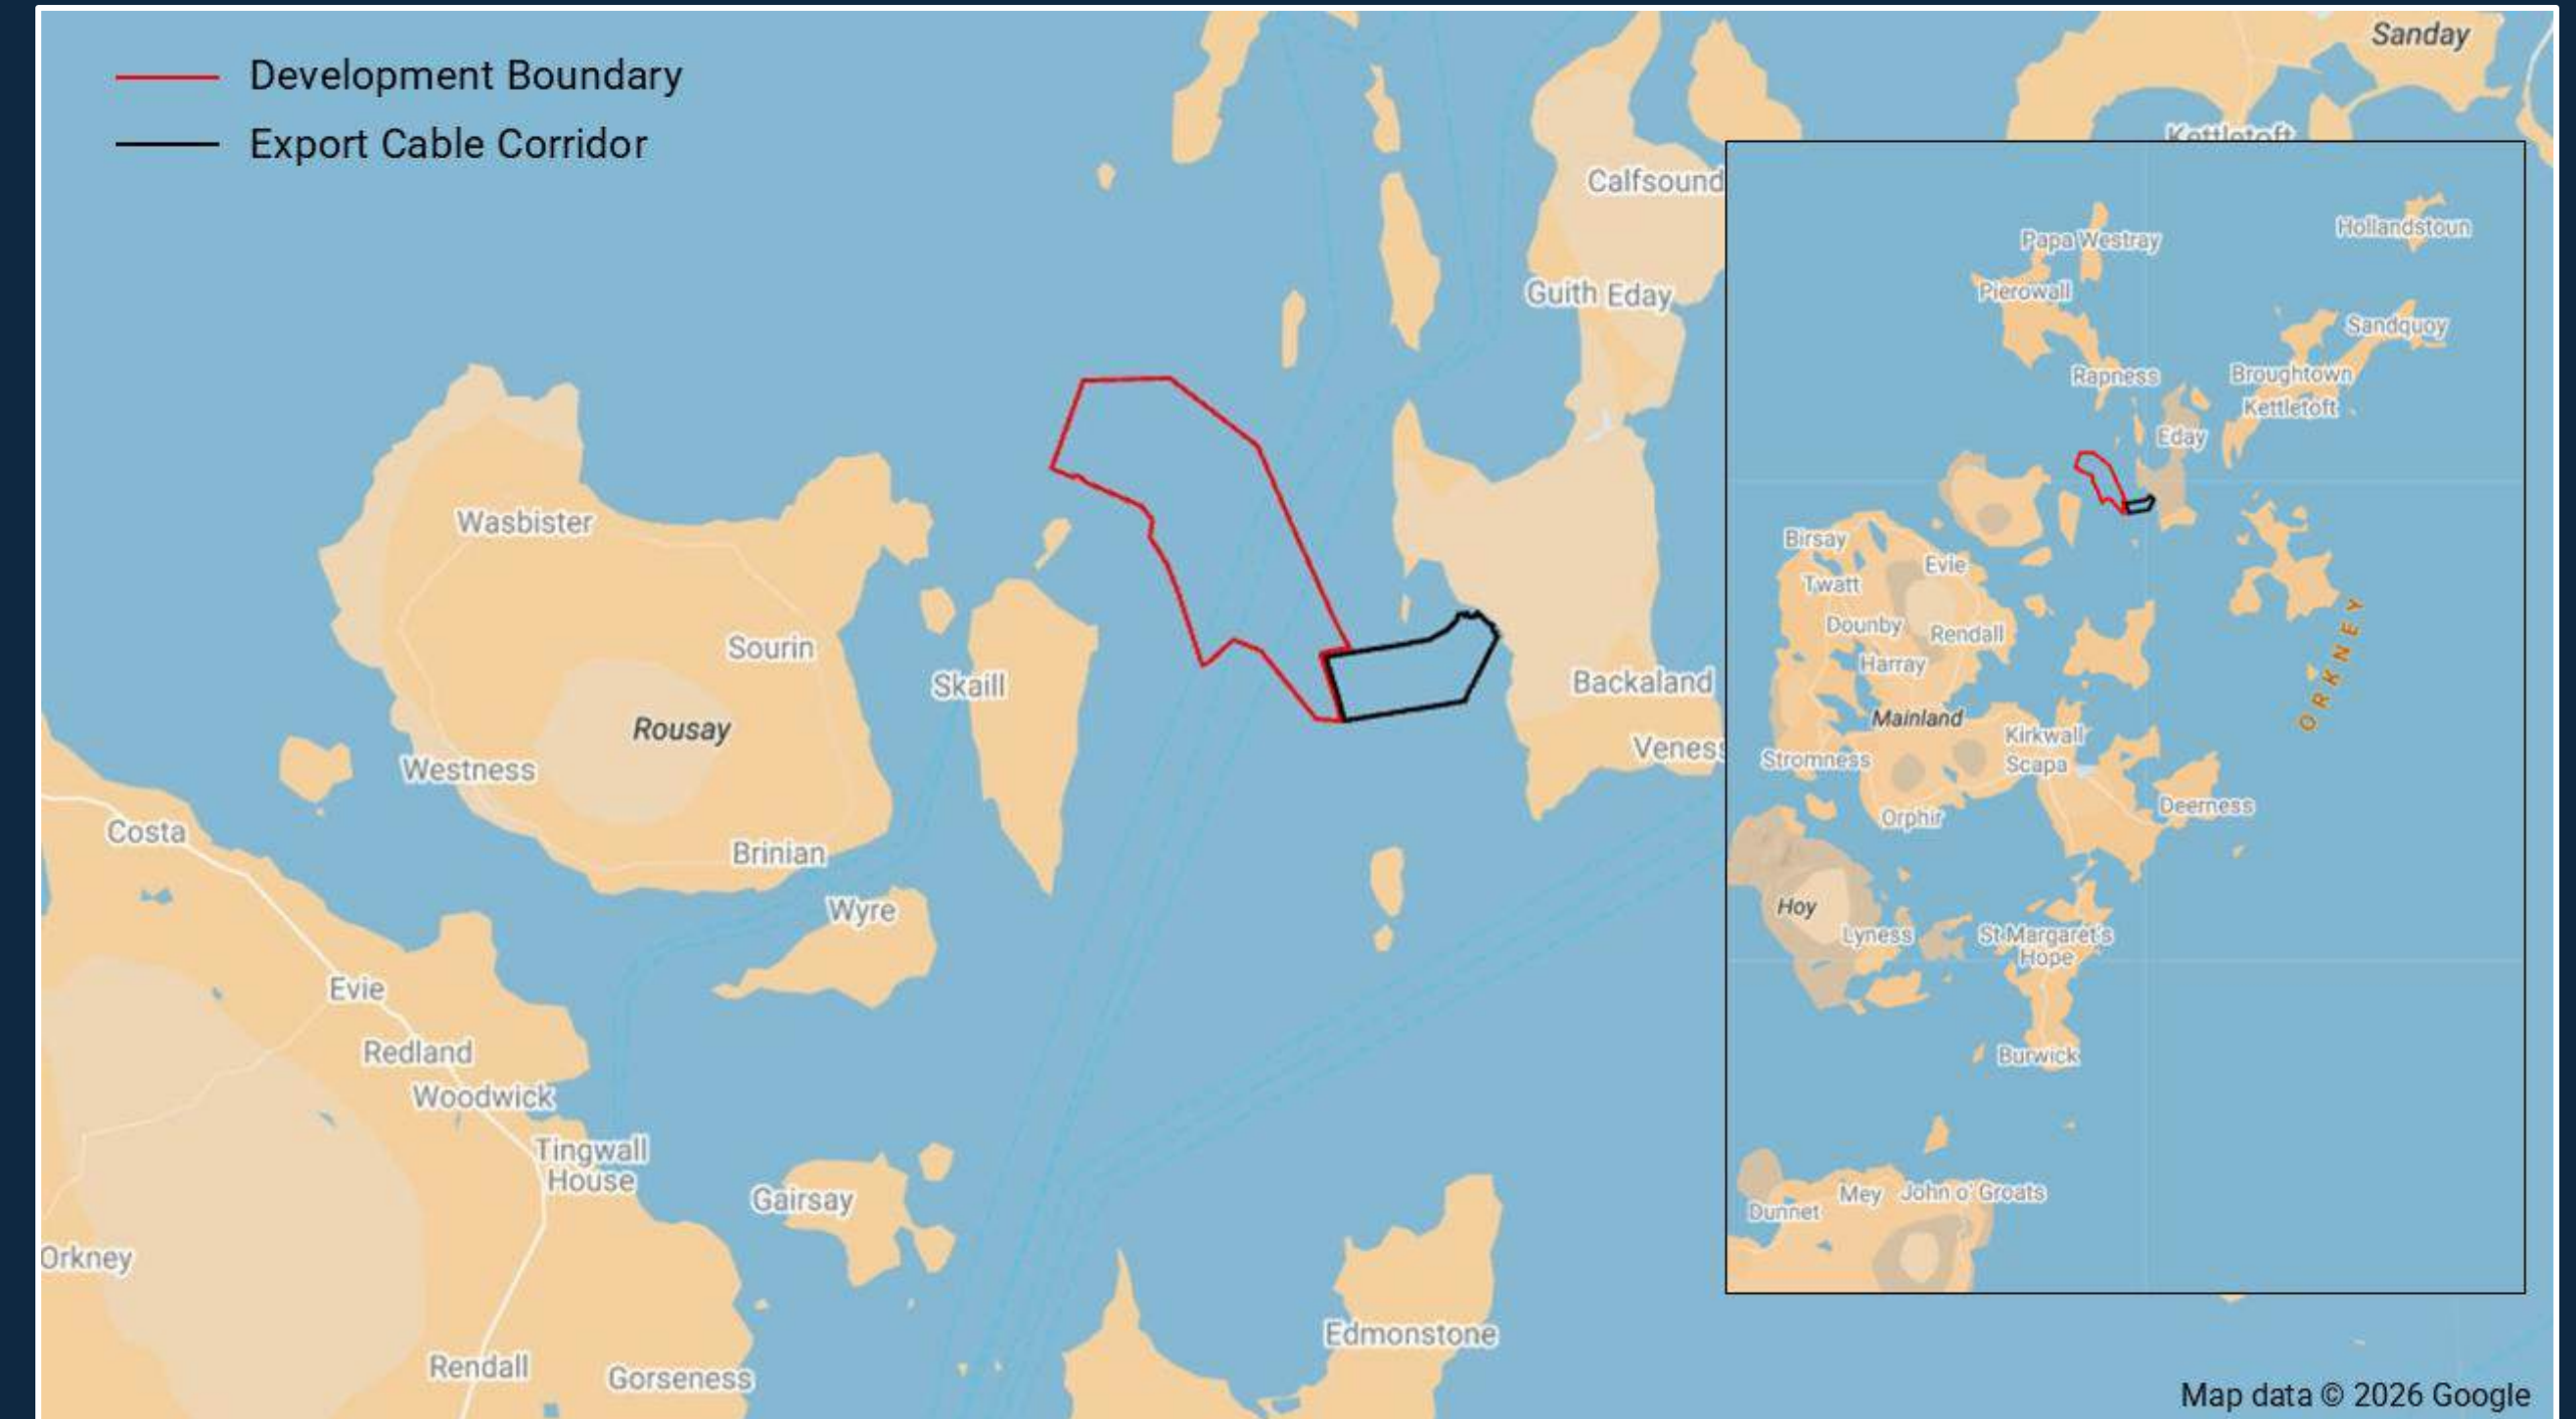 Development Boundary
Export Cable Corridor
Sanday
Kettletoft
Calfsound
Guith Eday
Wasbister
Sourin
Skaill
Rousay
Westness
Backaland
Veness
Costa
Brinian
Wyre
Evie
Redland
Woodwick
Tingwall
House
Gairsay
Orkney
Rendall
Gorseness
Edmonstone
Papa Westray
Hollandstoun
Pierowall
Sandquoy
Rapness
Broughtown
Kettletoft
Eday
Birsay
Evie
Twatt
Dounby
Rendall
Harray
ORKNEY
Mainland
Kirkwall
Stromness
Scapa
Deerness
Orphir
Hoy
Lyness
St Margaret's
Hope
Burwick
Mey
John o' Groats
Dunnet
Map data © 2026 Google